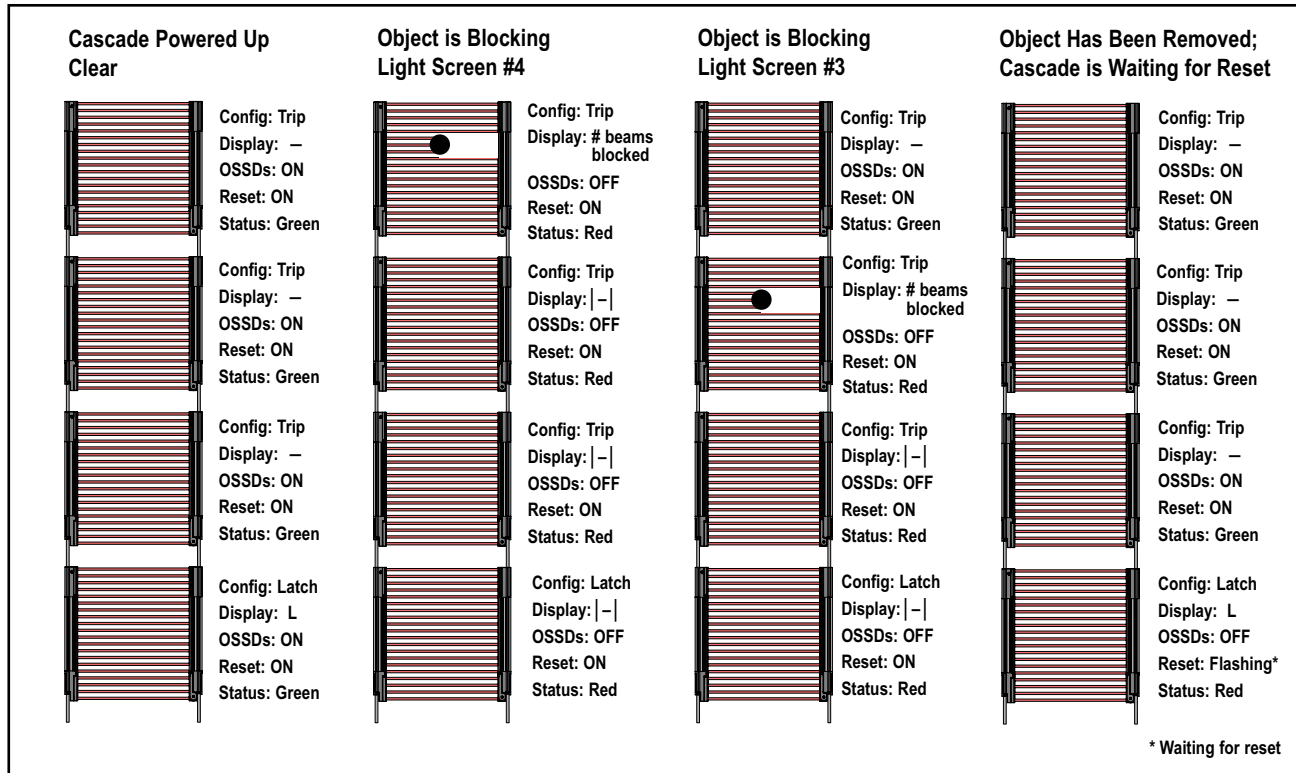 Cascade Powered Up
Clear
Config: Trip
Display: –
OSSDs: ON
Reset: ON
Status: Green
Config: Trip
Display: –
OSSDs: ON
Reset: ON
Status: Green
Config: Trip
Display: –
OSSDs: ON
Reset: ON
Status: Green
Config: Latch
Display: L
OSSDs: ON
Reset: ON
Status: Green
Object is Blocking
Light Screen #4
Config: Trip
Display: # beams
blocked
OSSDs: OFF
Reset: ON
Status: Red
Config: Trip
Display: |–|
OSSDs: OFF
Reset: ON
Status: Red
Config: Trip
Display: |–|
OSSDs: OFF
Reset: ON
Status: Red
Config: Latch
Display: |–|
OSSDs: OFF
Reset: ON
Status: Red
Object is Blocking
Light Screen #3
Config: Trip
Display: –
OSSDs: ON
Reset: ON
Status: Green
Config: Trip
Display: # beams
blocked
OSSDs: OFF
Reset: ON
Status: Red
Config: Trip
Display: |–|
OSSDs: OFF
Reset: ON
Status: Red
Config: Latch
Display: |–|
OSSDs: OFF
Reset: ON
Status: Red
Object Has Been Removed;
Cascade is Waiting for Reset
Config: Trip
Display: –
OSSDs: ON
Reset: ON
Status: Green
Config: Trip
Display: –
OSSDs: ON
Reset: ON
Status: Green
Config: Trip
Display: –
OSSDs: ON
Reset: ON
Status: Green
Config: Latch
Display: L
OSSDs: OFF
Reset: Flashing*
Status: Red
* Waiting for reset